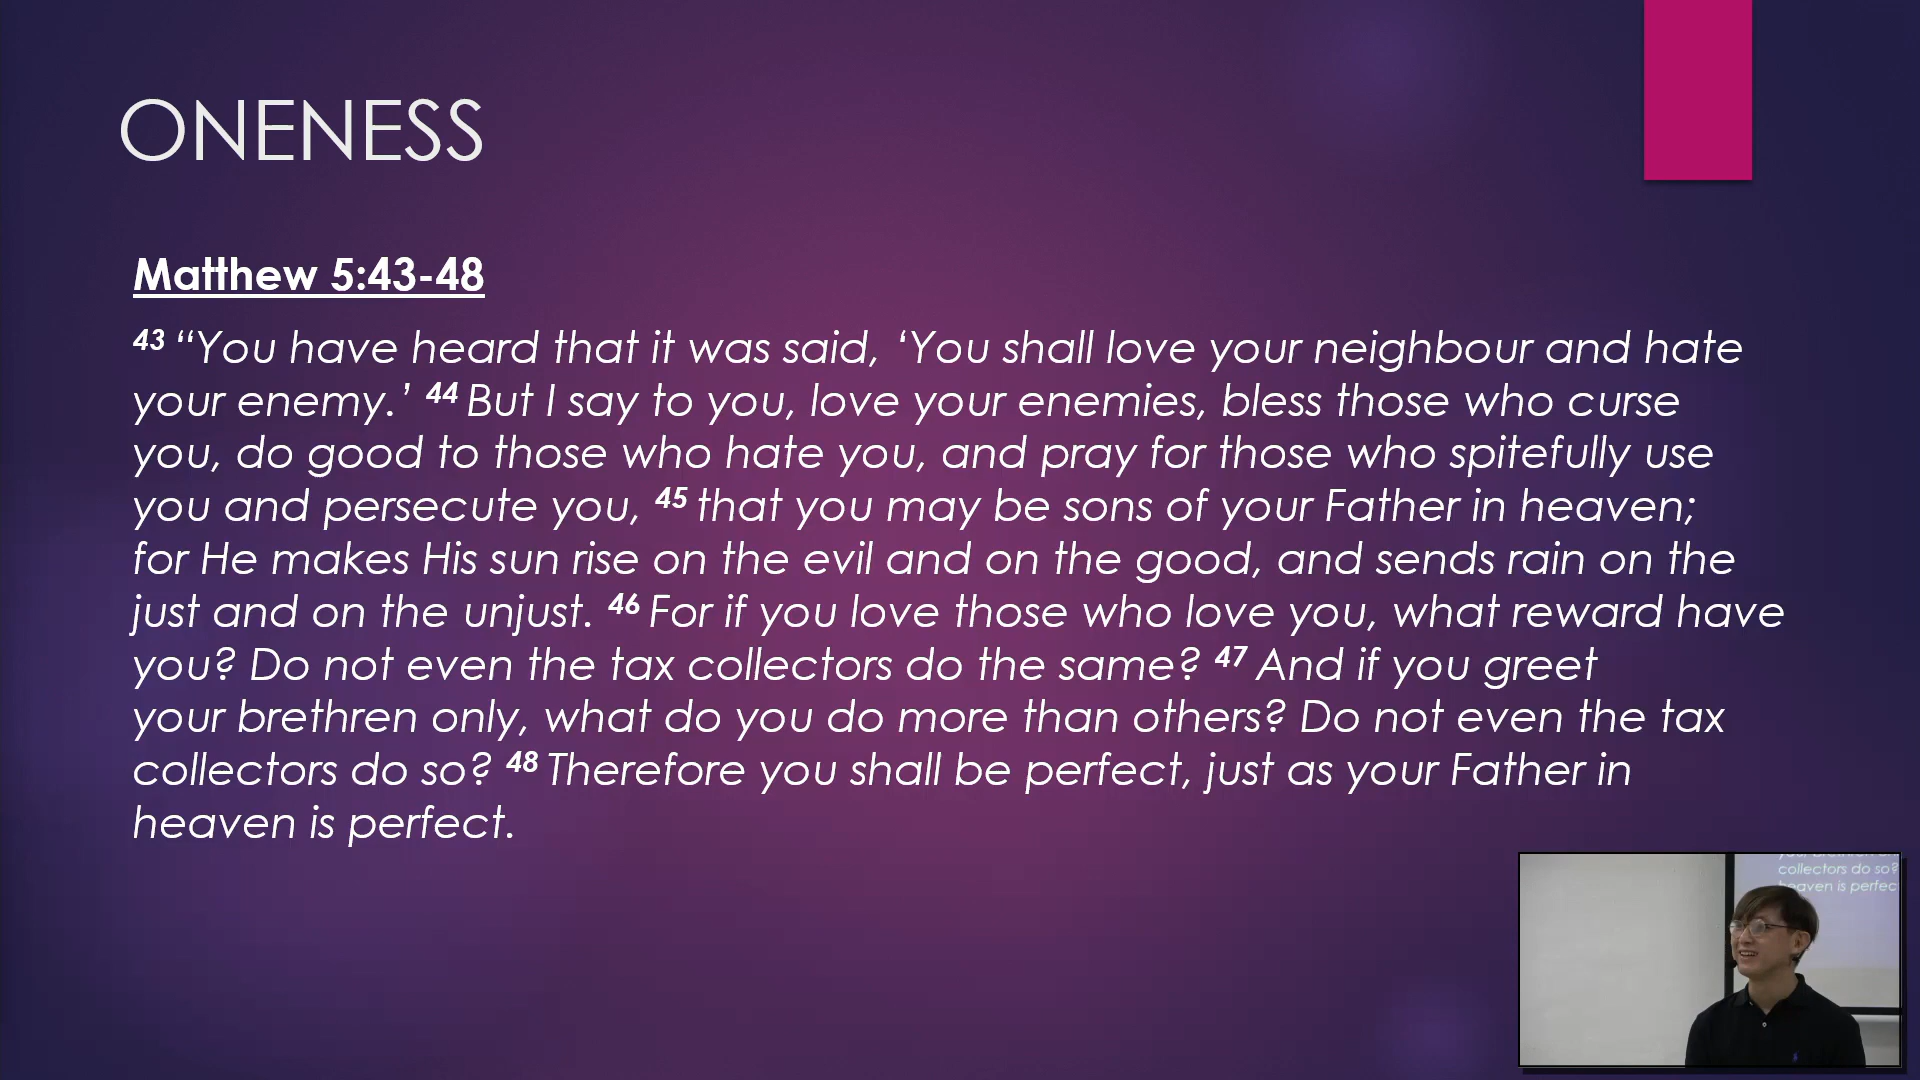 ONENESS
Matthew 5:43-48
43 “You have heard that it was said, ‘You shall love your neighbour and hate
your enemy.’ 44 But I say to you, love your enemies, bless those who curse
you, do good to those who hate you, and pray for those who spitefully use
you and persecute you, 45 that you may be sons of your Father in heaven;
for He makes His sun rise on the evil and on the good, and sends rain on the
just and on the unjust. 46 For if you love those who love you, what reward have
you? Do not even the tax collectors do the same? 47 And if you greet
your brethren only, what do you do more than others? Do not even the tax
collectors do so? 48 Therefore you shall be perfect, just as your Father in
heaven is perfect.
collectors do so?
heaven is perfec